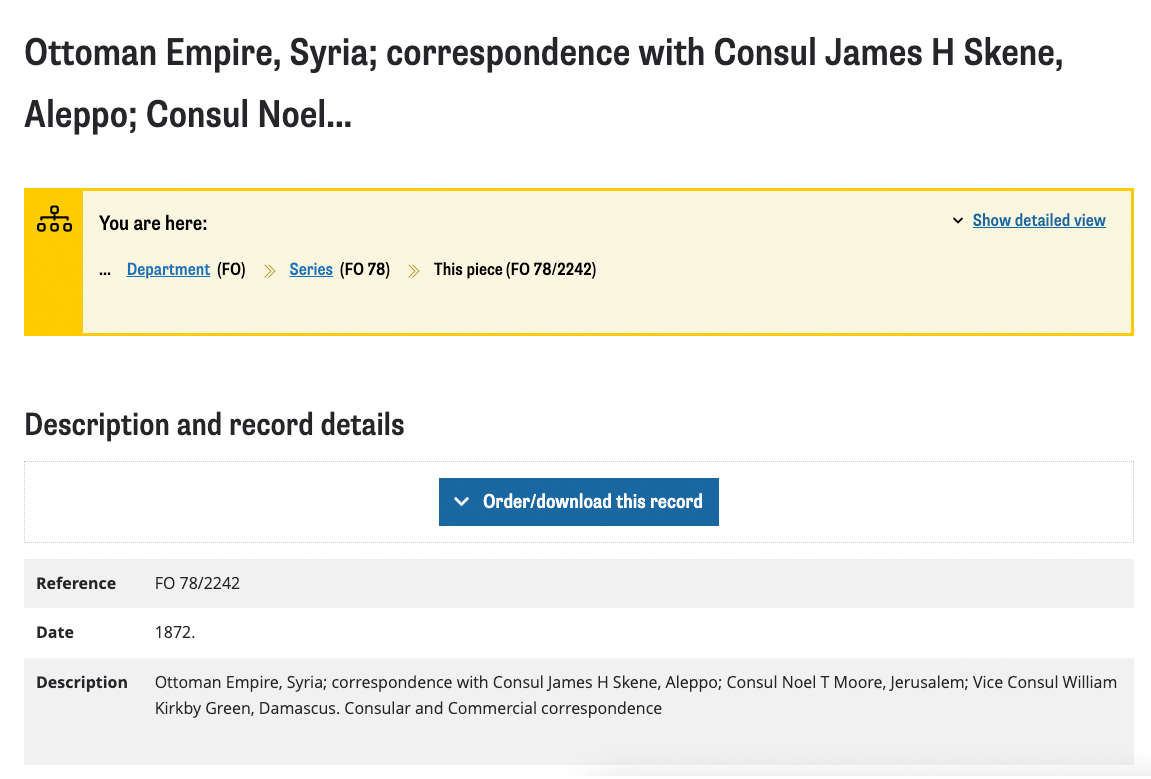 Ottoman Empire, Syria; correspondence with Consul James H Skene,
Aleppo; Consul Noel...
You are here:
Show detailed view
... Department (FO) » Series (FO 78) » This piece (FO 78/2242)
Description and record details
Order/download this record
Reference FO 78/2242
Date 1872.
Description Ottoman Empire, Syria; correspondence with Consul James H Skene, Aleppo; Consul Noel T Moore, Jerusalem; Vice Consul William
Kirkby Green, Damascus. Consular and Commercial correspondence